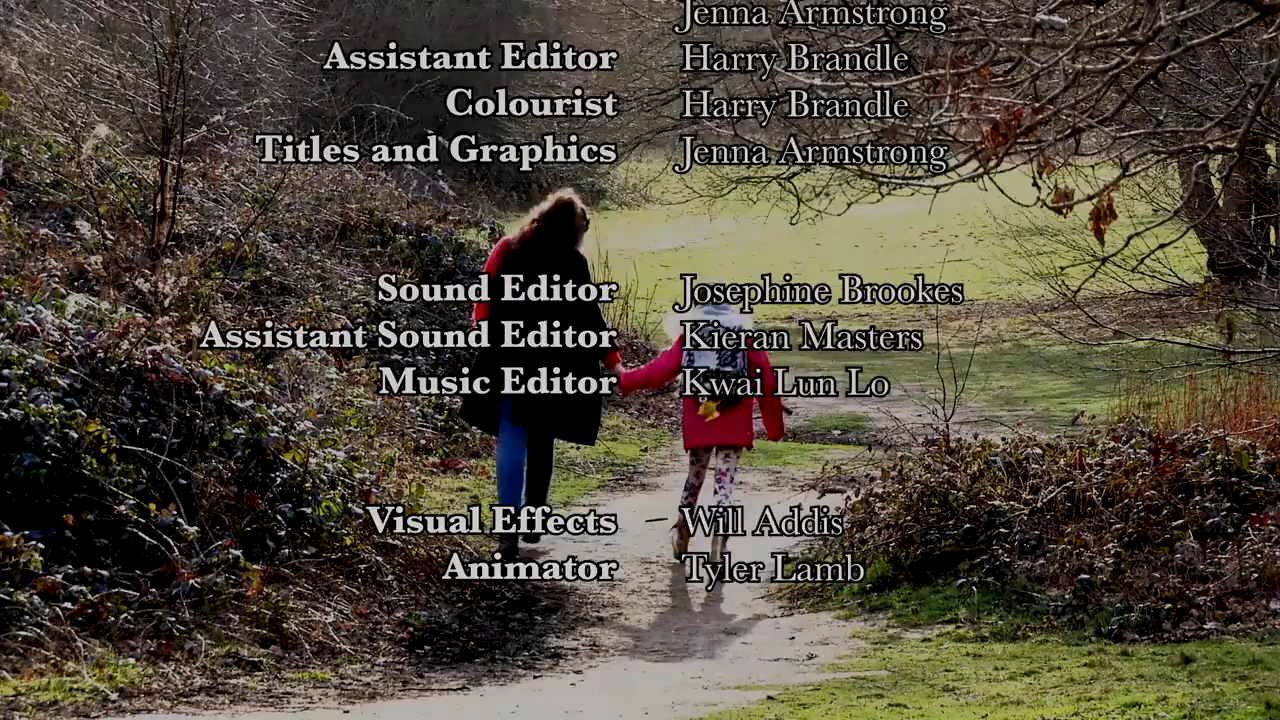 Jenna Armstrong
Assistant Editor Harry Brandle
Colourist Harry Brandle
Titles and Graphics Jenna Armstrong
Sound Editor Josephine Brookes
Assistant Sound Editor Kieran Masters
Music Editor Kwai Lun Lo
Visual Effects Will Addis
Animator Tyler Lamb